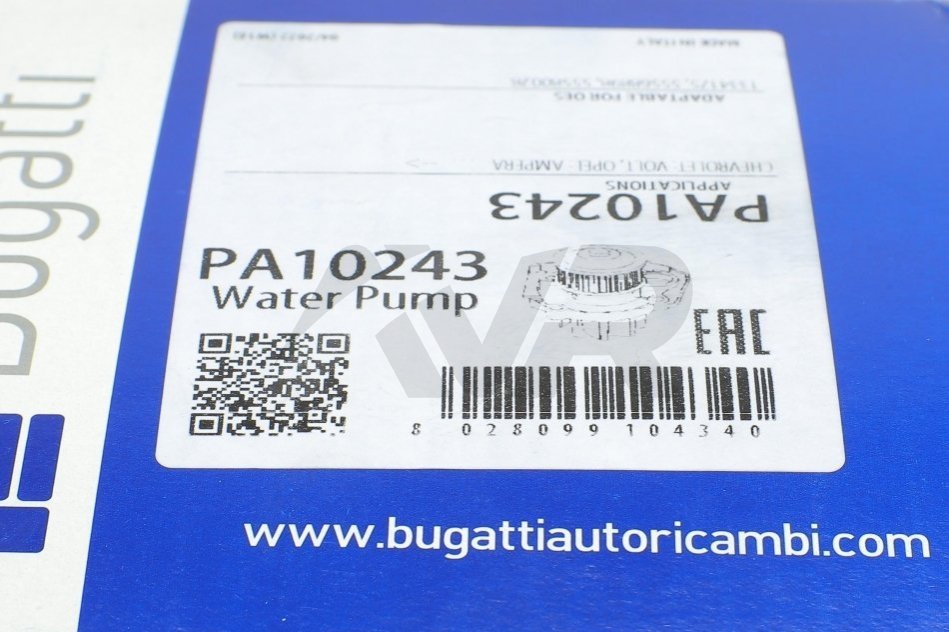 Bugatti
MADE IN ITALY
ADAPTABLE FOR OES
CHEVROLET: VOLT, OPEL: AMPERA -->
APPLICATIONS
PA10243
PA10243
Water Pump
EAC
8 028099 104340
www.bugattiautoricambi.com
KVR